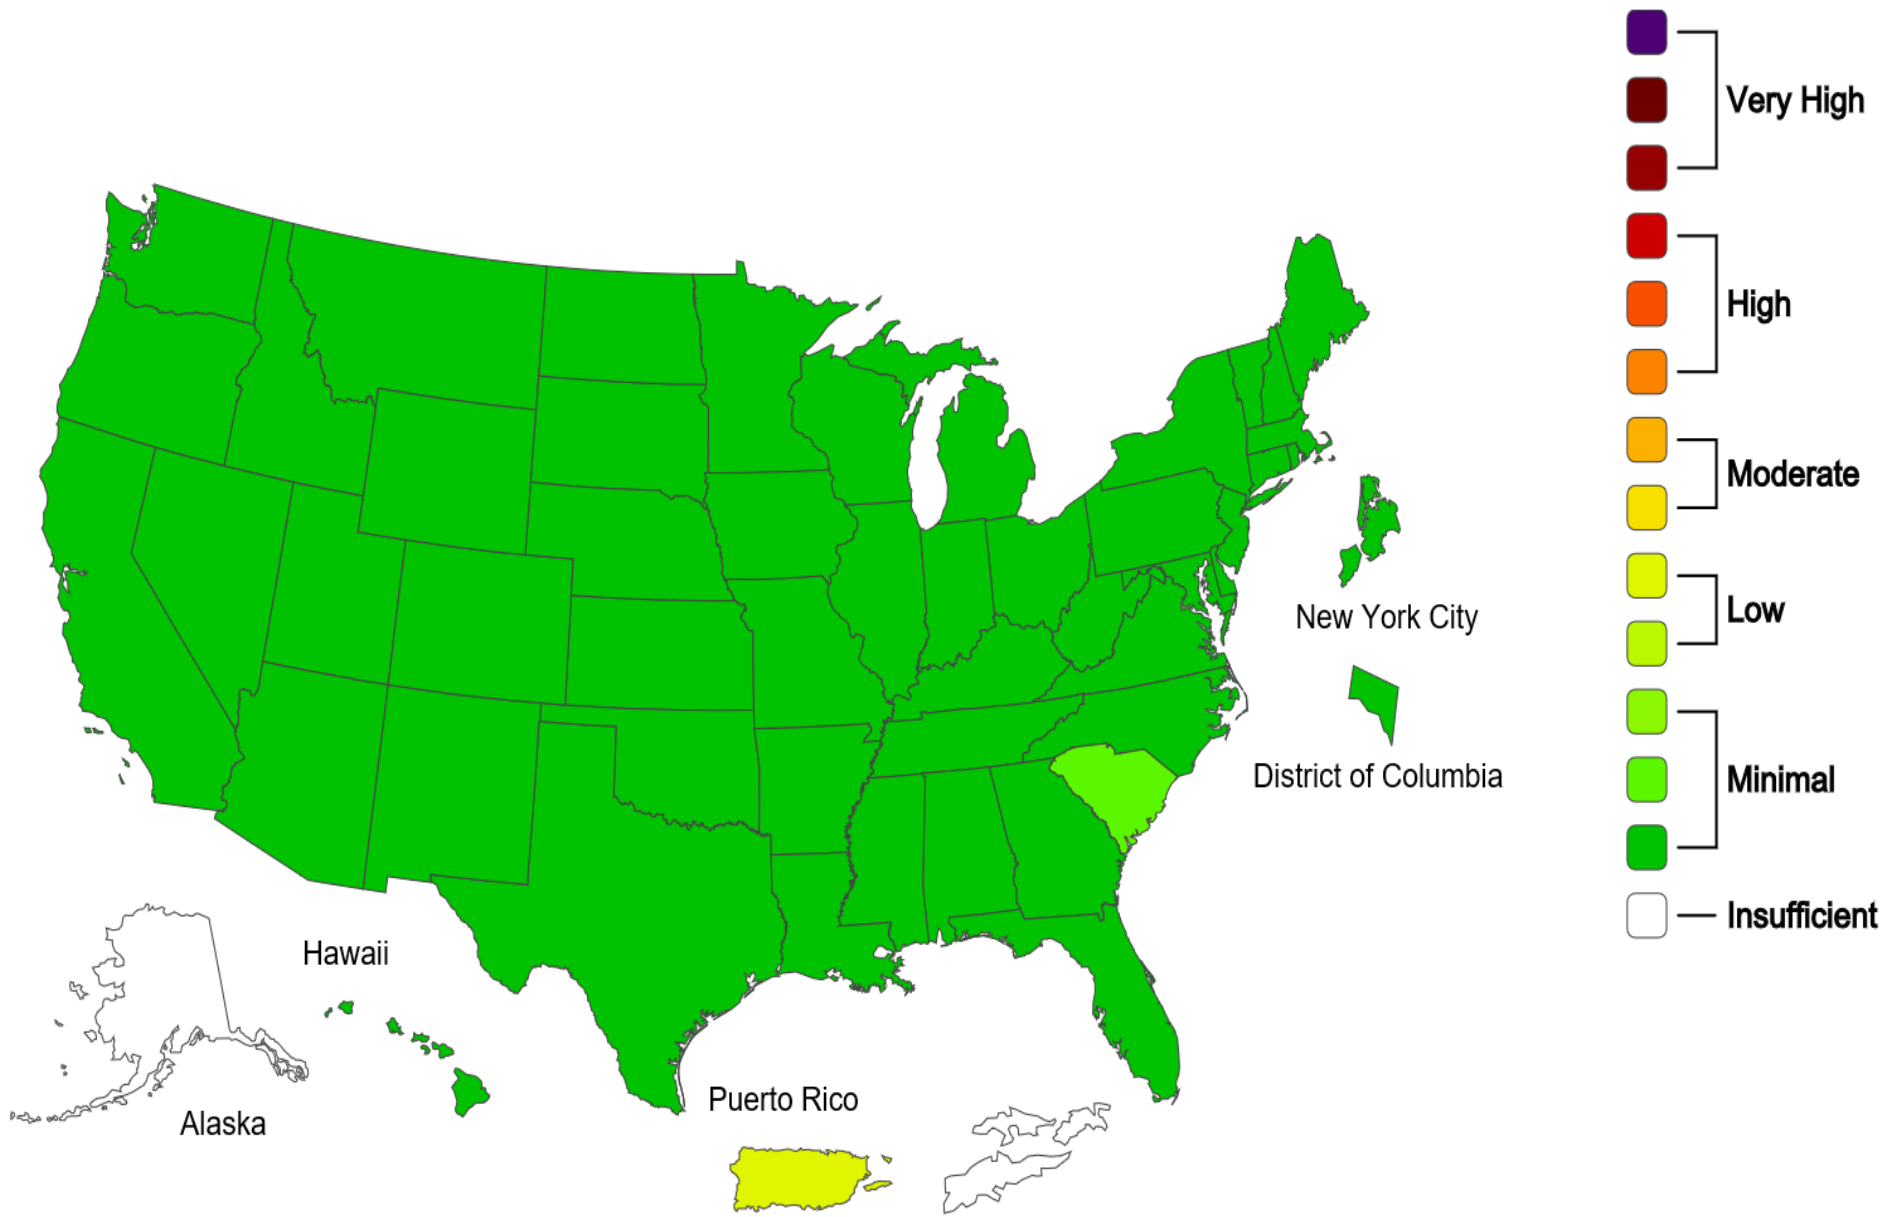 Very High
High
Moderate
Low
Minimal
Insufficient
New York City
District of Columbia
Hawaii
Alaska
Puerto Rico